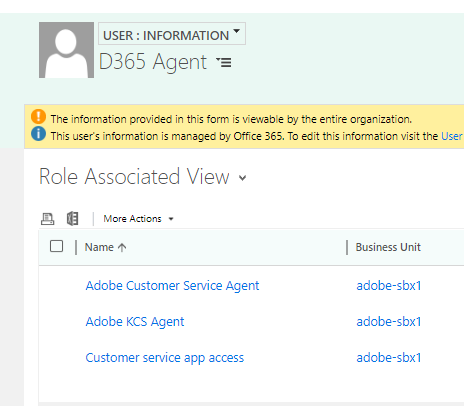 USER : INFORMATION
D365 Agent
The information provided in this form is viewable by the entire organization.
This user's information is managed by Office 365. To edit this information visit the User
Role Associated View
More Actions
Name Business Unit
Adobe Customer Service Agent adobe-sbx1
Adobe KCS Agent adobe-sbx1
Customer service app access adobe-sbx1